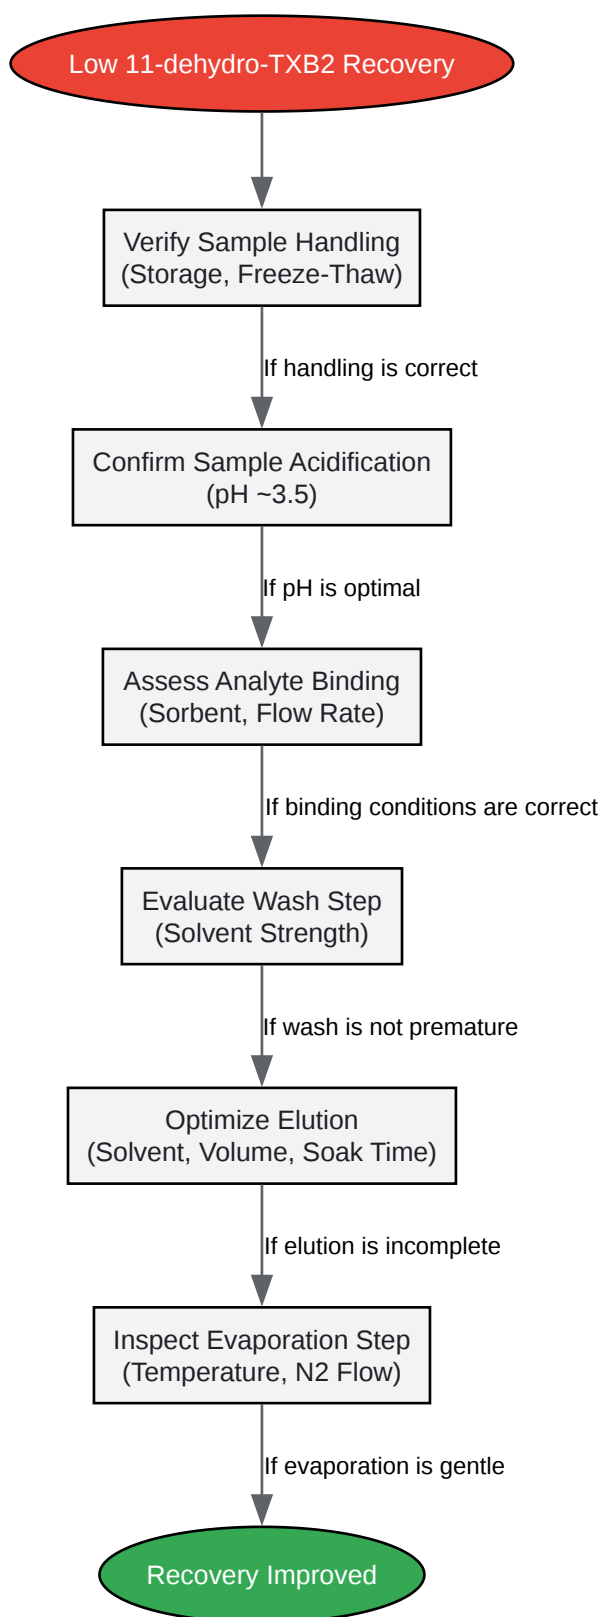 Low 11-dehydro-TXB2 Recovery
Verify Sample Handling
(Storage, Freeze-Thaw)
If handling is correct
Confirm Sample Acidification
(pH ~3.5)
If pH is optimal
Assess Analyte Binding
(Sorbent, Flow Rate)
If binding conditions are correct
Evaluate Wash Step
(Solvent Strength)
If wash is not premature
Optimize Elution
(Solvent, Volume, Soak Time)
If elution is incomplete
Inspect Evaporation Step
(Temperature, N2 Flow)
If evaporation is gentle
Recovery Improved